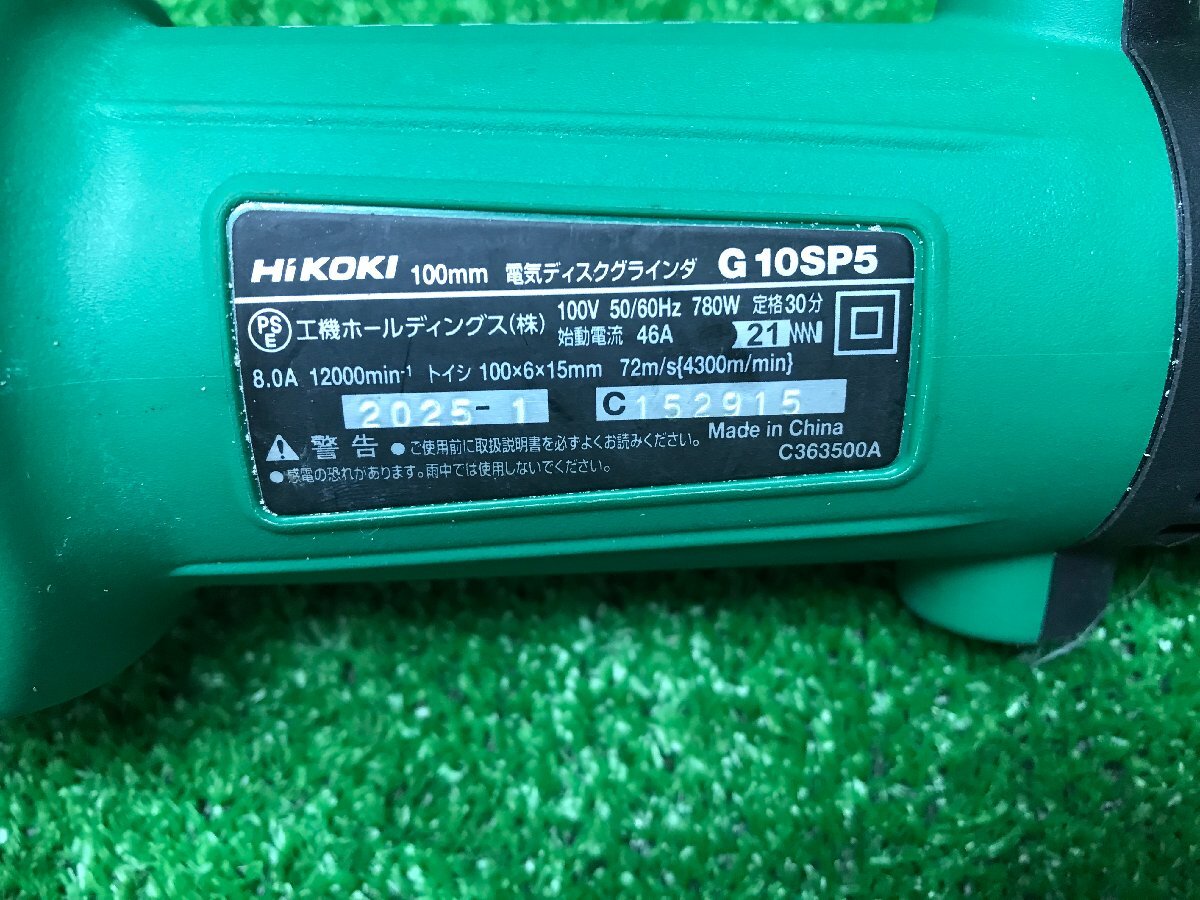 HiKOKI 100mm 電気ディスクグラインダ G10SP5
PSE 工機ホールディングス(株) 100V 50/60Hz 780W 定格30分
始動電流 46A 21
8.0A 12000min-1 トイシ 100×6×15mm 72m/s{4300m/min}
2025-1 C152915
警告 ●ご使用前に取扱説明書を必ずよくお読みください。 Made in China
●感電の恐れがあります。雨中では使用しないでください。 C363500A